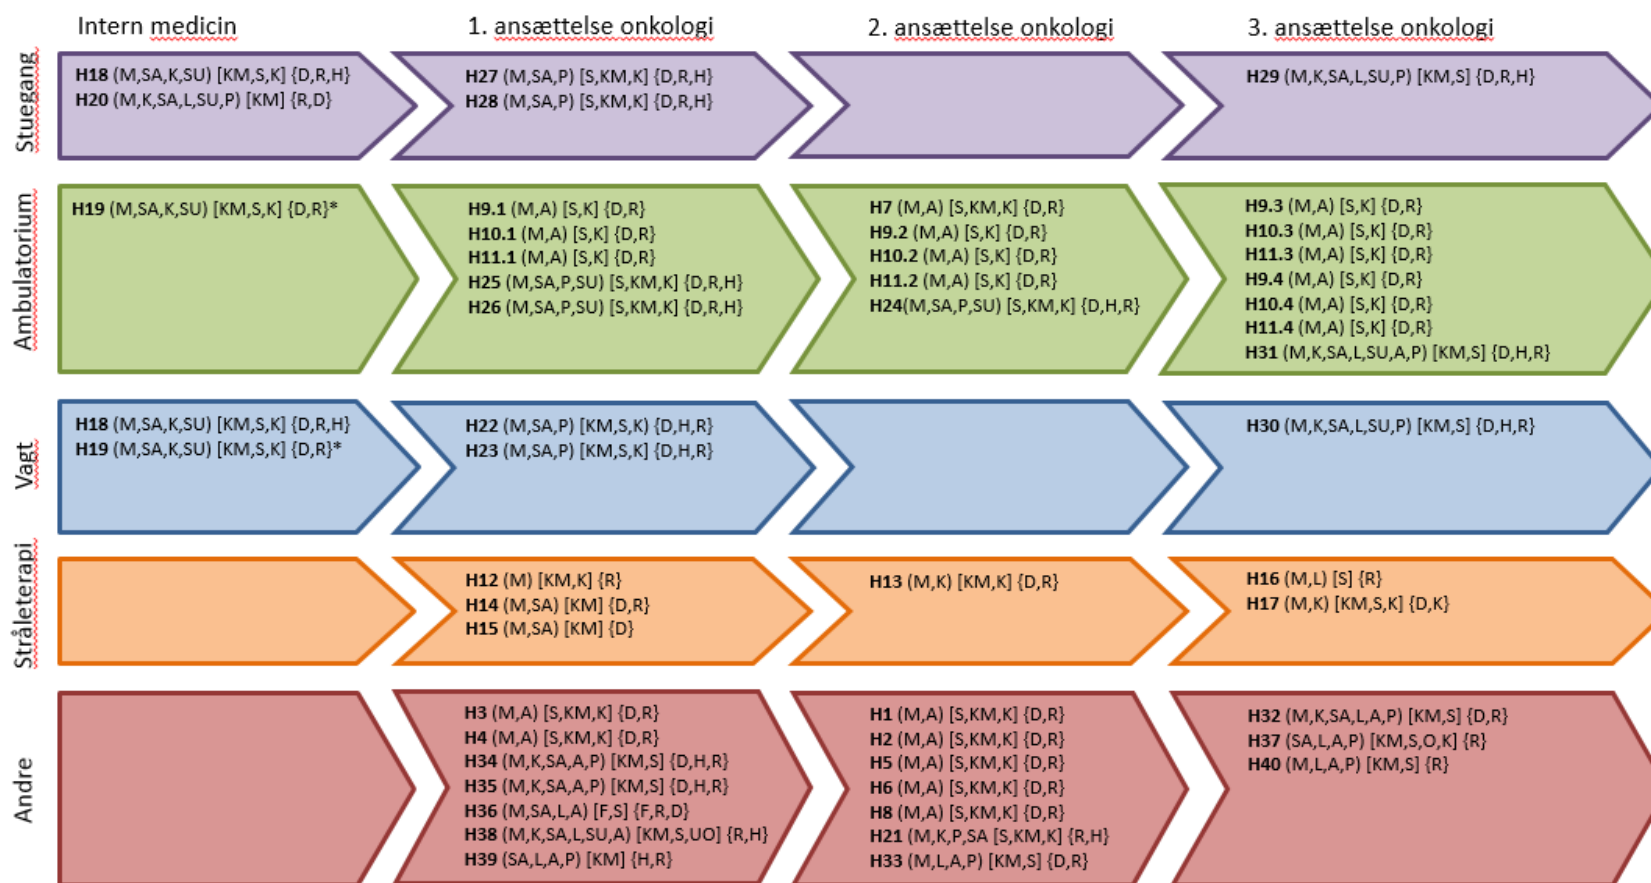 Intern medicin
1. ansættelse onkologi
2. ansættelse onkologi
3. ansættelse onkologi
Stuegang
H18 (M,SA,K,SU) [KM,S,K] {D,R,H}
H20 (M,K,SA,L,SU,P) [KM] {R,D}
H27 (M,SA,P) [S,KM,K] {D,R,H}
H28 (M,SA,P) [S,KM,K] {D,R,H}
H29 (M,K,SA,L,SU,P) [KM,S] {D,R,H}
Ambulatorium
H19 (M,SA,K,SU) [KM,S,K] {D,R}*
H9.1 (M,A) [S,K] {D,R}
H10.1 (M,A) [S,K] {D,R}
H11.1 (M,A) [S,K] {D,R}
H25 (M,SA,P,SU) [S,KM,K] {D,R,H}
H26 (M,SA,P,SU) [S,KM,K] {D,R,H}
H7 (M,A) [S,KM,K] {D,R}
H9.2 (M,A) [S,K] {D,R}
H10.2 (M,A) [S,K] {D,R}
H11.2 (M,A) [S,K] {D,R}
H24(M,SA,P,SU) [S,KM,K] {D,H,R}
H9.3 (M,A) [S,K] {D,R}
H10.3 (M,A) [S,K] {D,R}
H11.3 (M,A) [S,K] {D,R}
H9.4 (M,A) [S,K] {D,R}
H10.4 (M,A) [S,K] {D,R}
H11.4 (M,A) [S,K] {D,R}
H31 (M,K,SA,L,SU,A,P) [KM,S] {D,H,R}
Vagt
H18 (M,SA,K,SU) [KM,S,K] {D,R,H}
H19 (M,SA,K,SU) [KM,S,K] {D,R}*
H22 (M,SA,P) [KM,S,K) {D,H,R}
H23 (M,SA,P) [KM,S,K] {D,H,R}
H30 (M,K,SA,L,SU,P) [KM,S] {D,H,R}
Stråleterapi
H12 (M) [KM,K] {R}
H14 (M,SA) [KM] {D,R}
H15 (M,SA) [KM] {D}
H13 (M,K) [KM,K] {D,R}
H16 (M,L) [S] {R}
H17 (M,K) [KM,S,K] {D,K}
Andre
H3 (M,A) [S,KM,K] {D,R}
H4 (M,A) [S,KM,K] {D,R}
H34 (M,K,SA,A,P) [KM,S] {D,H,R}
H35 (M,K,SA,A,P) [KM,S] {D,H,R}
H36 (M,SA,L,A) [F,S] {F,R,D}
H38 (M,K,SA,L,SU,A) [KM,S,UO] {R,H}
H39 (SA,L,A,P) [KM] {H,R}
H1 (M,A) [S,KM,K] {D,R}
H2 (M,A) [S,KM,K] {D,R}
H5 (M,A) [S,KM,K] {D,R}
H6 (M,A) [S,KM,K] {D,R}
H8 (M,A) [S,KM,K] {D,R}
H21 (M,K,P,SA [S,KM,K] {R,H}
H33 (M,L,A,P) [KM,S] {D,R}
H32 (M,K,SA,L,A,P) [KM,S] {D,R}
H37 (SA,L,A,P) [KM,S,O,K] {R}
H40 (M,L,A,P) [KM,S] {R}